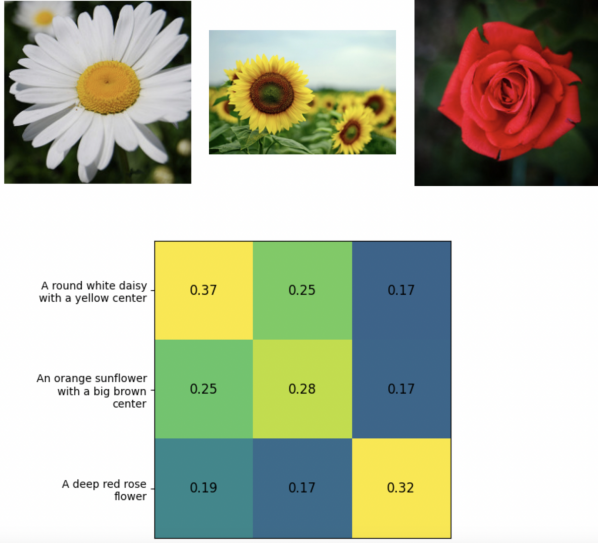 A round white daisy
with a yellow center
0.37 0.25 0.17
An orange sunflower
with a big brown
center
0.25 0.28 0.17
A deep red rose
flower
0.19 0.17 0.32